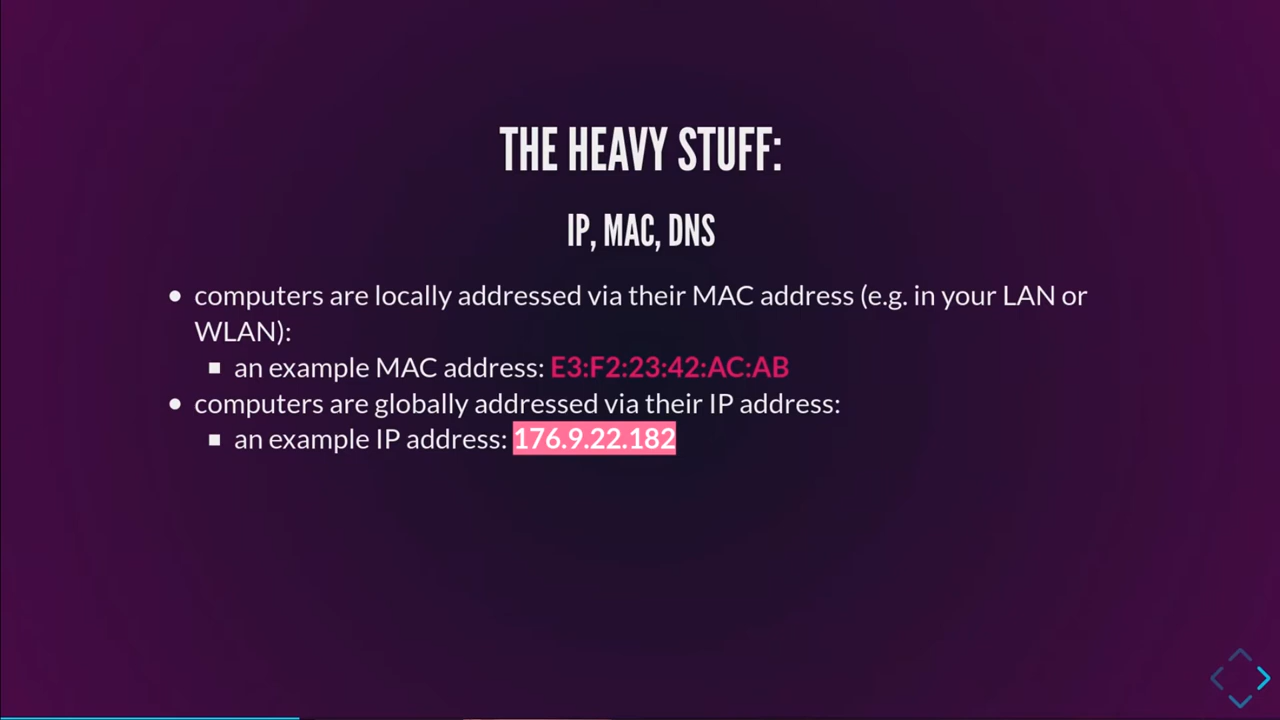 THE HEAVY STUFF:
IP, MAC, DNS
• computers are locally addressed via their MAC address (e.g. in your LAN or
WLAN):
▪ an example MAC address: E3:F2:23:42:AC:AB
• computers are globally addressed via their IP address:
▪ an example IP address: 176.9.22.182